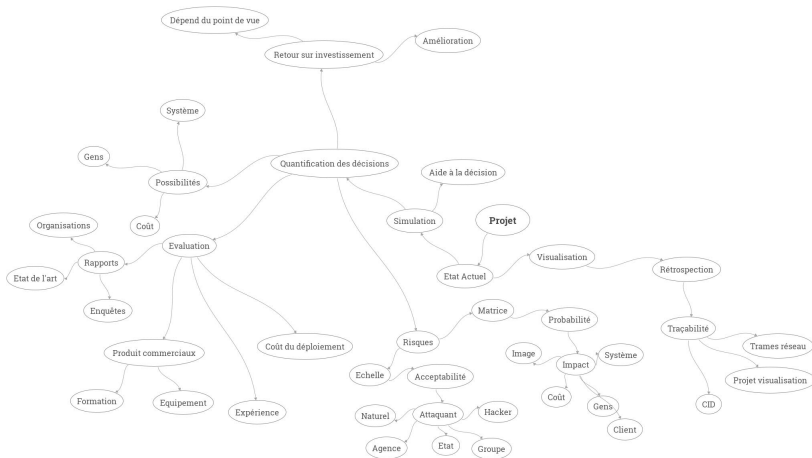 Dépend du point de vue
Amélioration
Retour sur investissement
Système
Gens
Quantification des décisions
Possibilités
Aide à la décision
Coût
Simulation
Projet
Organisations
Evaluation
Rapports
Etat de l'art
Etat Actuel
Visualisation
Rétrospection
Enquêtes
Matrice
Probabilité
Traçabilité
Coût du déploiement
Risques
Trames réseau
Produit commerciaux
Image
Système
Echelle
Acceptabilité
Impact
Projet visualisation
Formation
Equipement
Expérience
Coût
Gens
CID
Naturel
Attaquant
Hacker
Client
Agence
Etat
Groupe